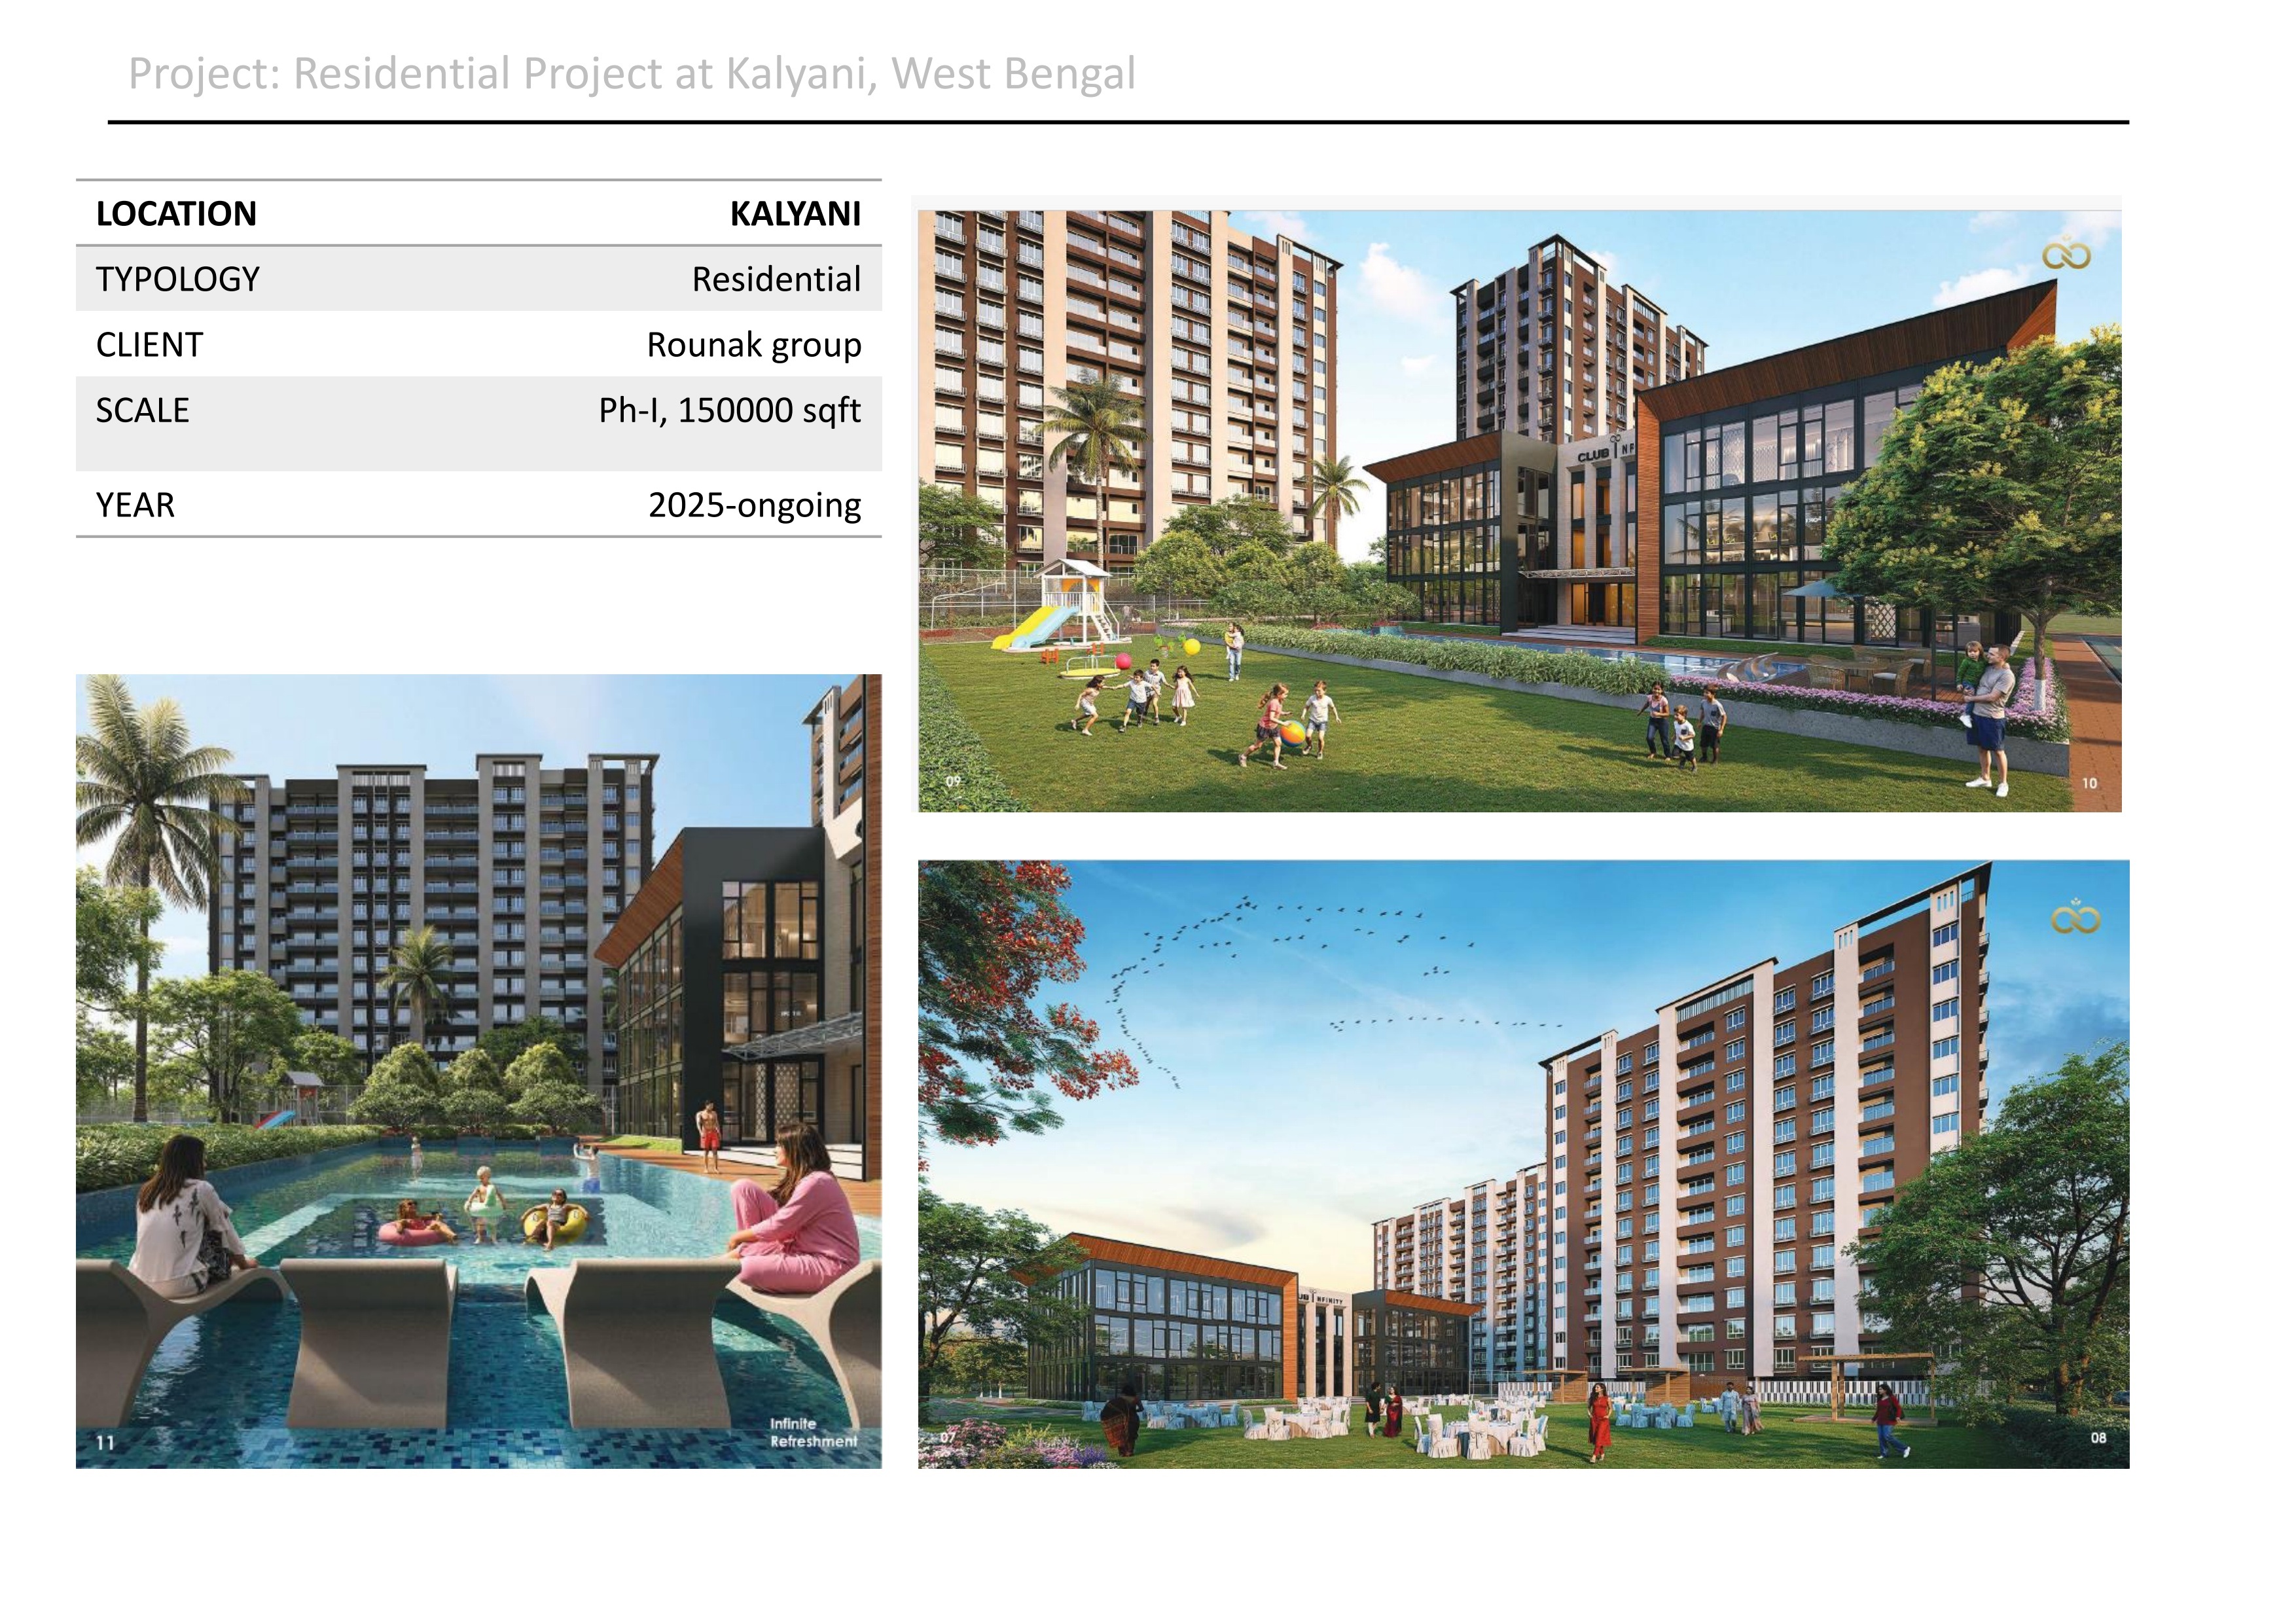 Project: Residential Project at Kalyani, West Bengal
LOCATION KALYANI
TYPOLOGY Residential
CLIENT Rounak group
SCALE Ph-I, 150000 sqft
YEAR 2025-ongoing
CLUB
09
10
Infinite
Refreshment
11
NFINITY
07
08